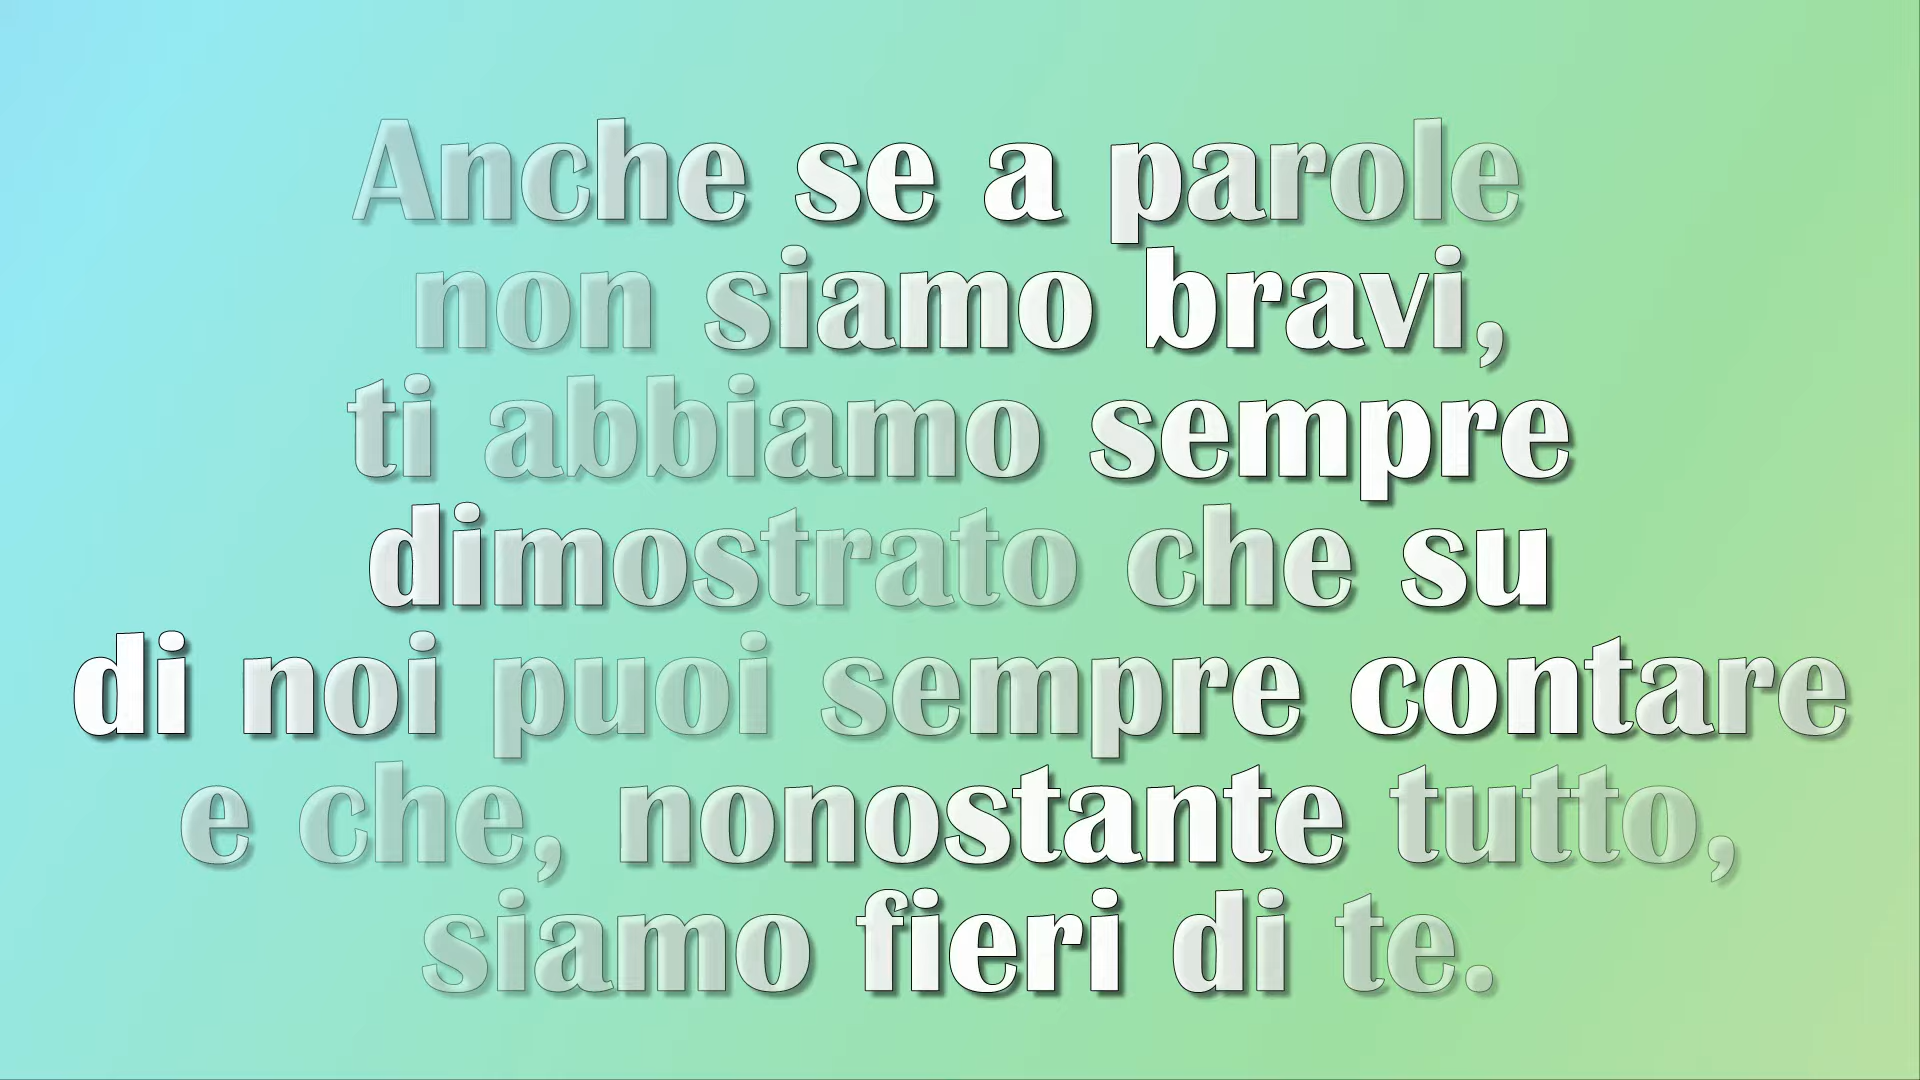 Anche se a parole
non siamo bravi,
ti abbiamo sempre
dimostrato che su
di noi puoi sempre contare
e che, nonostante tutto,
siamo fieri di te.